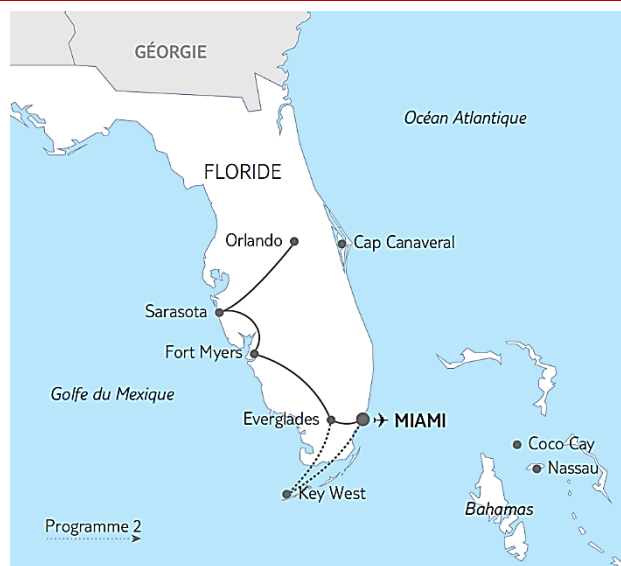 GÉORGIE
Océan Atlantique
FLORIDE
Orlando
Cap Canaveral
Sarasota
Fort Myers
Golfe du Mexique
Everglades
MIAMI
Coco Cay
Nassau
Key West
Bahamas
Programme 2